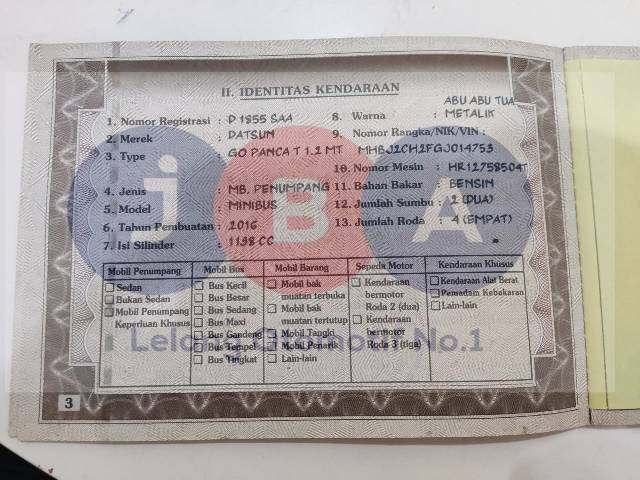 II. IDENTITAS KENDARAAN
1. Nomor Registrasi : D 1855 SAA
2. Merek : DATSUN
3. Type : GO PANCA T 1.2 MT
4. Jenis : MB. PENUMPANG
5. Model : MINIBUS
6. Tahun Pembuatan : 2016
7. Isi Silinder : 1198 CC
8. Warna : ABU ABU TUA
METALIK
9. Nomor Rangka/NIK/VIN :
MHBJ2CH2FGJ014753
10. Nomor Mesin : HR12758504T
11. Bahan Bakar : BENSIN
12. Jumlah Sumbu : 2 (DUA)
13. Jumlah Roda : 4 (EMPAT)
Mobil Penumpang
Sedan
Bukan Sedan
Mobil Penumpang
Keperluan Khusus
Mobil Bus
Bus Kecil
Bus Besar
Bus Sedang
Bus Maxi
Bus Gandeng
Bus Tempel
Bus Tingkat
Mobil Barang
Mobil bak
muatan terbuka
Mobil bak
muatan tertutup
Mobil Tangki
Mobil Penarik
Lain-lain
Sepeda Motor
Kendaraan
bermotor
Roda 2 (dua)
Kendaraan
bermotor
Roda 3 (tiga)
Kendaraan Khusus
Kendaraan Alat Berat
Pemadam Kebakaran
Lain-lain
3
iBA
Lelang Otomotif No.1